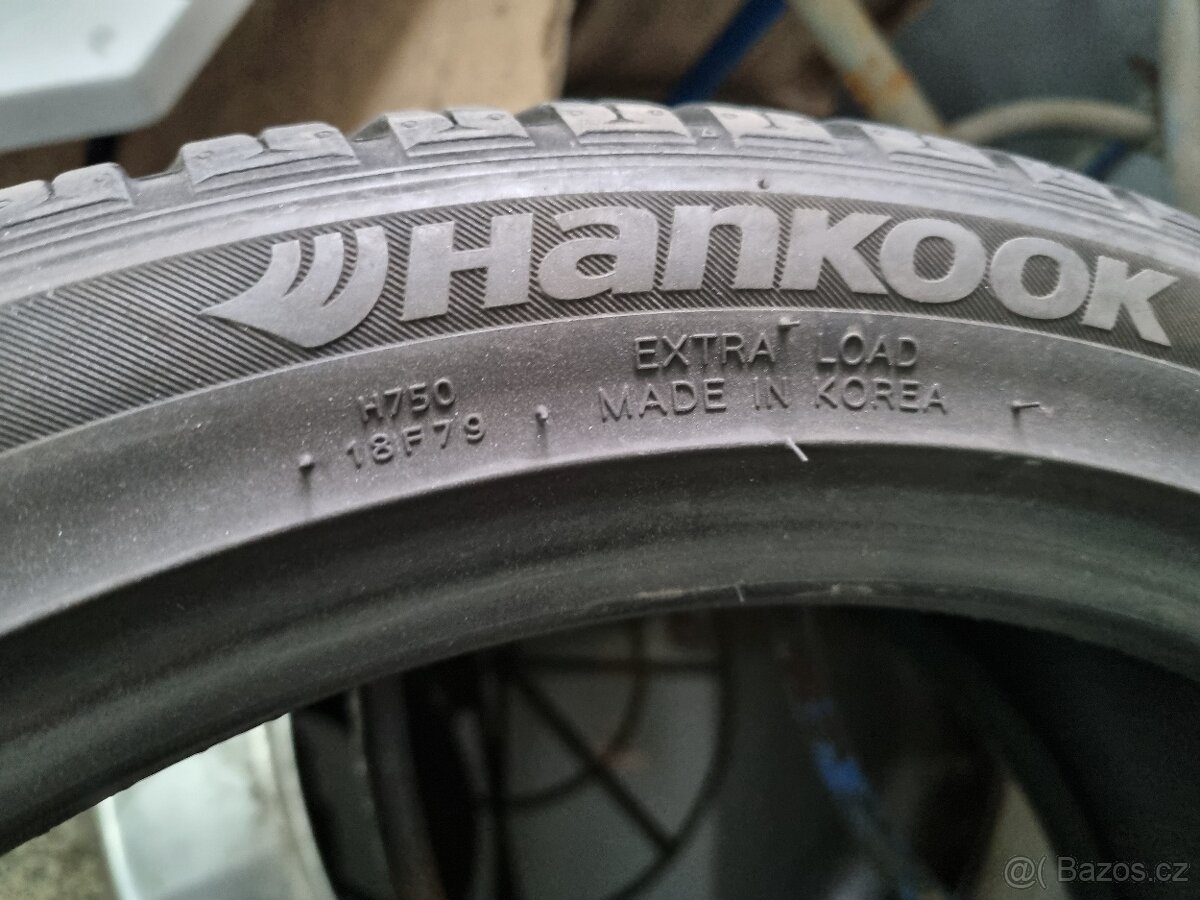 Hankook
EXTRA LOAD
MADE IN KOREA
H750
18F79
@( Bazos.cz